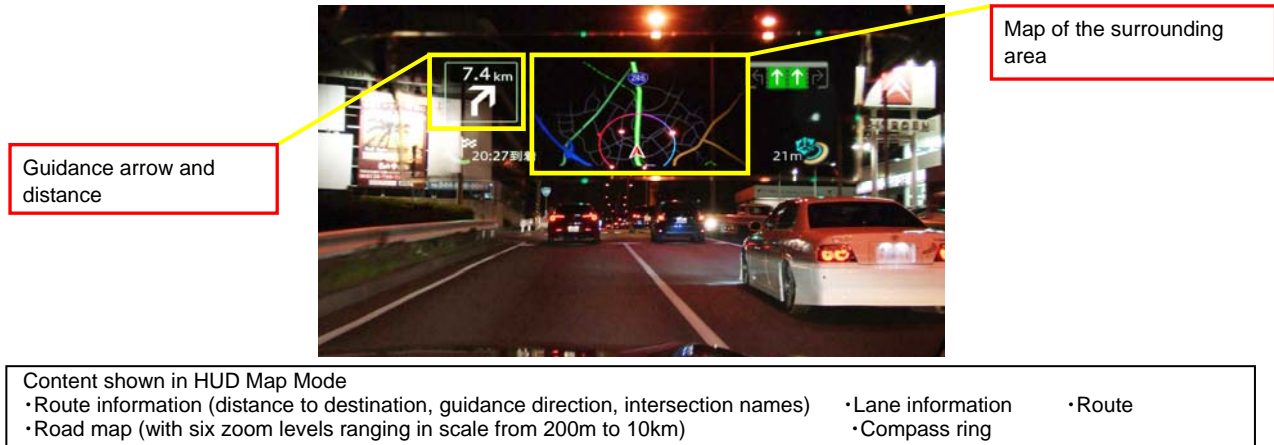 Map of the surrounding
area
7.4 km
246
20:27到着
21m
Guidance arrow and
distance
Content shown in HUD Map Mode
・Route information (distance to destination, guidance direction, intersection names) ・Lane information ・Route
・Road map (with six zoom levels ranging in scale from 200m to 10km) ・Compass ring